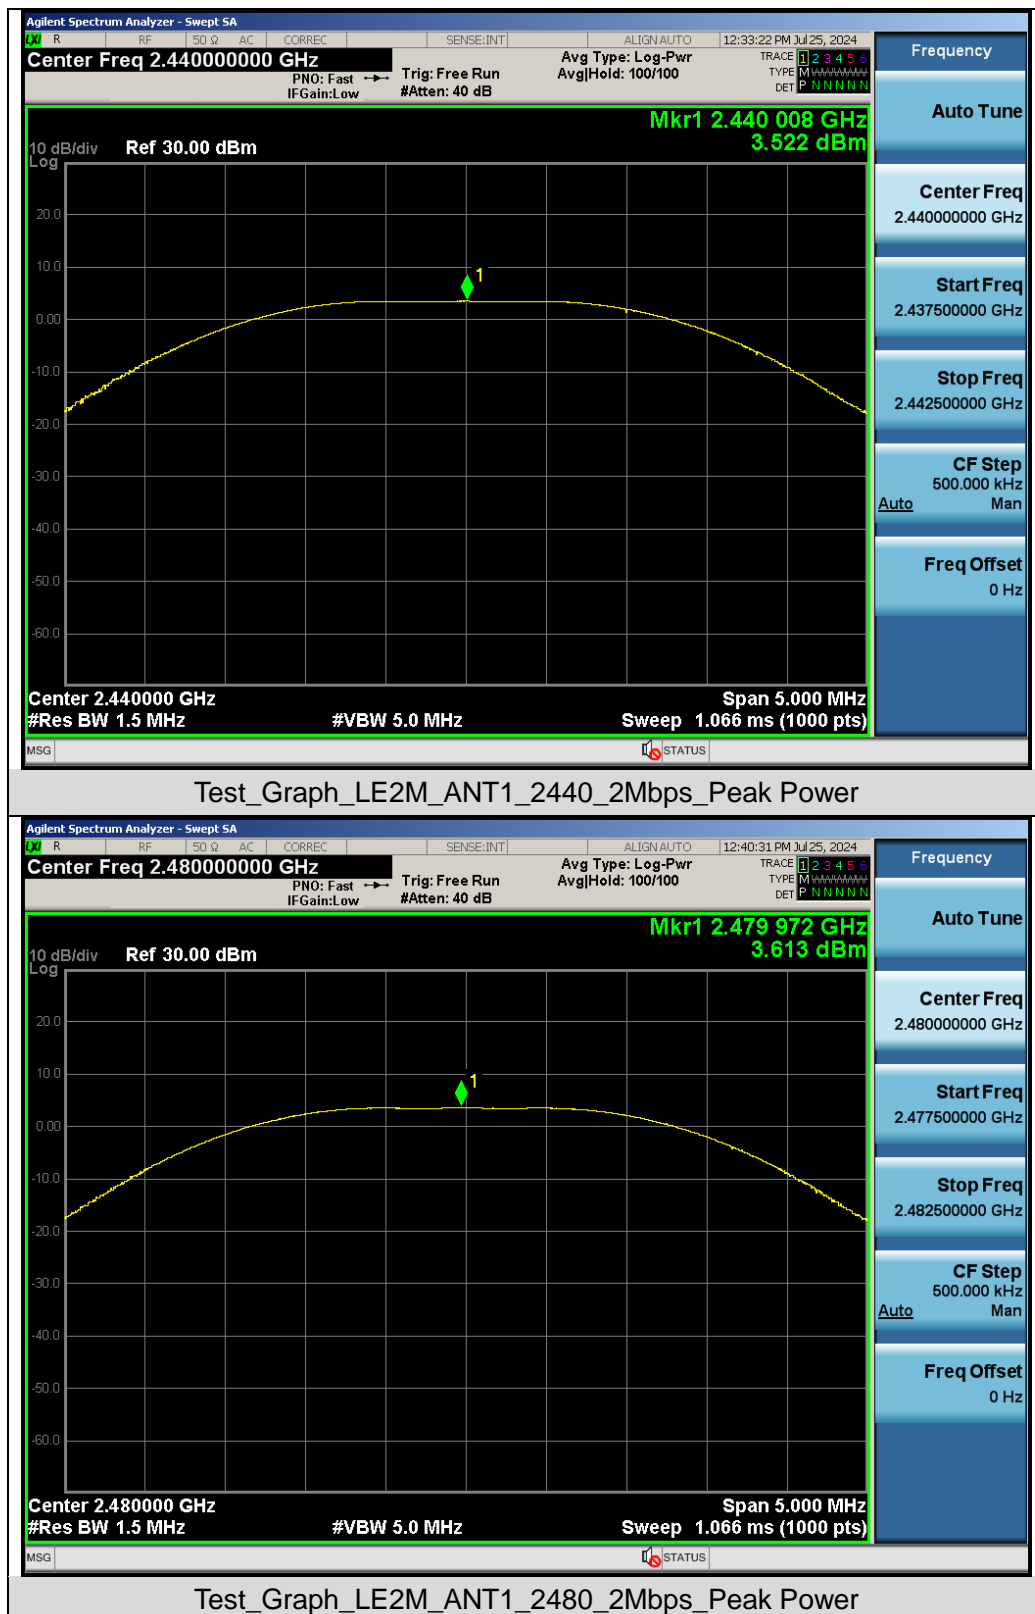 Agilent Spectrum Analyzer - Swept SA
LXI R RF 50 Ω AC CORREC SENSE:INT ALIGN AUTO 12:33:22 PM Jul 25, 2024
Center Freq 2.440000000 GHz
PNO: Fast
IFGain:Low
Trig: Free Run
#Atten: 40 dB
Avg Type: Log-Pwr
Avg|Hold: 100/100
TRACE 1 2 3 4 5 6
TYPE M WWWWW
DET P N N N N N
Mkr1 2.440 008 GHz
3.522 dBm
10 dB/div Ref 30.00 dBm
Log
20.0
10.0
0.00
-10.0
-20.0
-30.0
-40.0
-50.0
-60.0
1
Center 2.440000 GHz Span 5.000 MHz
#Res BW 1.5 MHz #VBW 5.0 MHz Sweep 1.066 ms (1000 pts)
MSG STATUS
Frequency
Auto Tune
Center Freq
2.440000000 GHz
Start Freq
2.437500000 GHz
Stop Freq
2.442500000 GHz
CF Step
500.000 kHz
Auto Man
Freq Offset
0 Hz
Test_Graph_LE2M_ANT1_2440_2Mbps_Peak Power
Agilent Spectrum Analyzer - Swept SA
LXI R RF 50 Ω AC CORREC SENSE:INT ALIGN AUTO 12:40:31 PM Jul 25, 2024
Center Freq 2.480000000 GHz
PNO: Fast
IFGain:Low
Trig: Free Run
#Atten: 40 dB
Avg Type: Log-Pwr
Avg|Hold: 100/100
TRACE 1 2 3 4 5 6
TYPE M WWWWW
DET P N N N N N
Mkr1 2.479 972 GHz
3.613 dBm
10 dB/div Ref 30.00 dBm
Log
20.0
10.0
0.00
-10.0
-20.0
-30.0
-40.0
-50.0
-60.0
1
Center 2.480000 GHz Span 5.000 MHz
#Res BW 1.5 MHz #VBW 5.0 MHz Sweep 1.066 ms (1000 pts)
MSG STATUS
Frequency
Auto Tune
Center Freq
2.480000000 GHz
Start Freq
2.477500000 GHz
Stop Freq
2.482500000 GHz
CF Step
500.000 kHz
Auto Man
Freq Offset
0 Hz
Test_Graph_LE2M_ANT1_2480_2Mbps_Peak Power